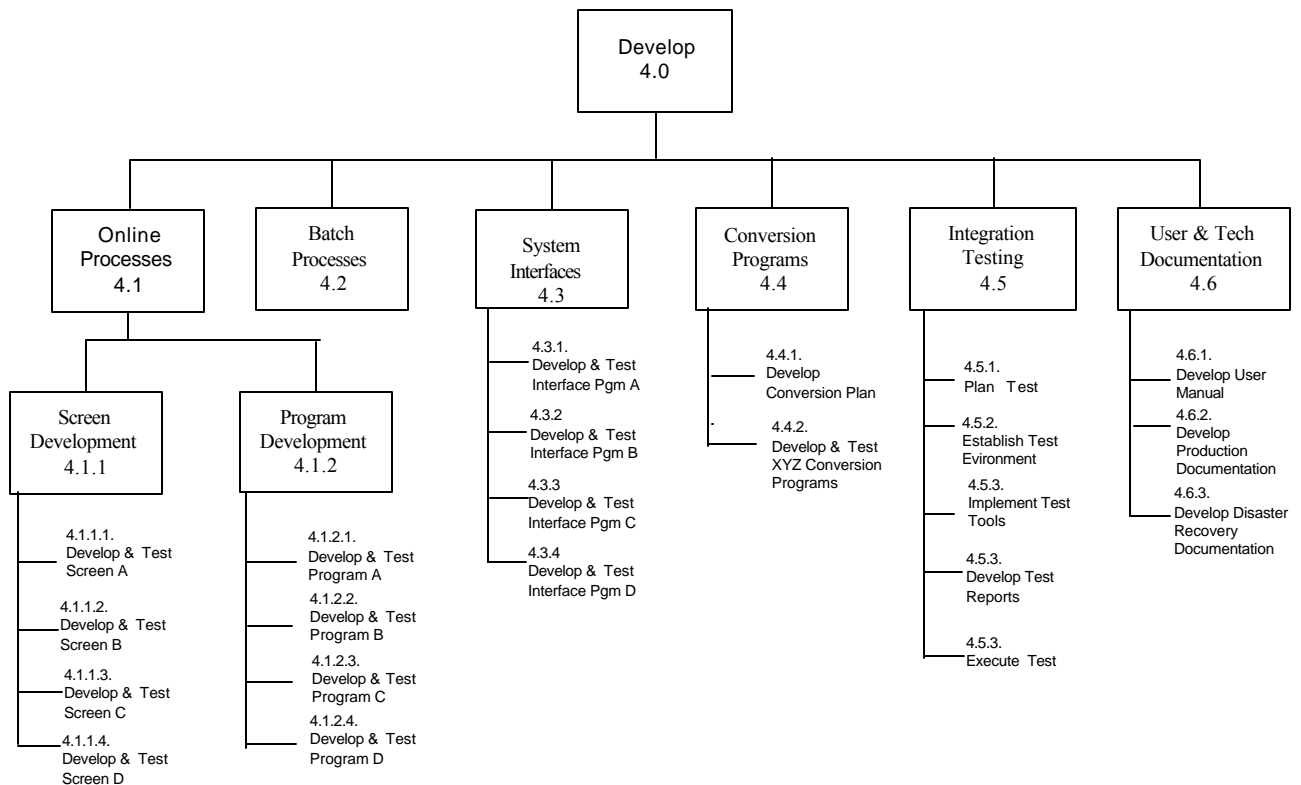 Develop
4.0
Online
Processes
4.1
Batch
Processes
4.2
System
Interfaces
4.3
Conversion
Programs
4.4
Integration
Testing
4.5
User & Tech
Documentation
4.6
Screen
Development
4.1.1
Program
Development
4.1.2
4.1.1.1.
Develop & Test
Screen A
4.1.1.2.
Develop & Test
Screen B
4.1.1.3.
Develop & Test
Screen C
4.1.1.4.
Develop & Test
Screen D
4.1.2.1.
Develop & Test
Program A
4.1.2.2.
Develop & Test
Program B
4.1.2.3.
Develop & Test
Program C
4.1.2.4.
Develop & Test
Program D
4.3.1.
Develop & Test
Interface Pgm A
4.3.2
Develop & Test
Interface Pgm B
4.3.3
Develop & Test
Interface Pgm C
4.3.4
Develop & Test
Interface Pgm D
4.4.1.
Develop
Conversion Plan
4.4.2.
Develop & Test
XYZ Conversion
Programs
4.5.1.
Plan Test
4.5.2.
Establish Test
Evironment
4.5.3.
Implement Test
Tools
4.5.3.
Develop Test
Reports
4.5.3.
Execute Test
4.6.1.
Develop User
Manual
4.6.2.
Develop
Production
Documentation
4.6.3.
Develop Disaster
Recovery
Documentation